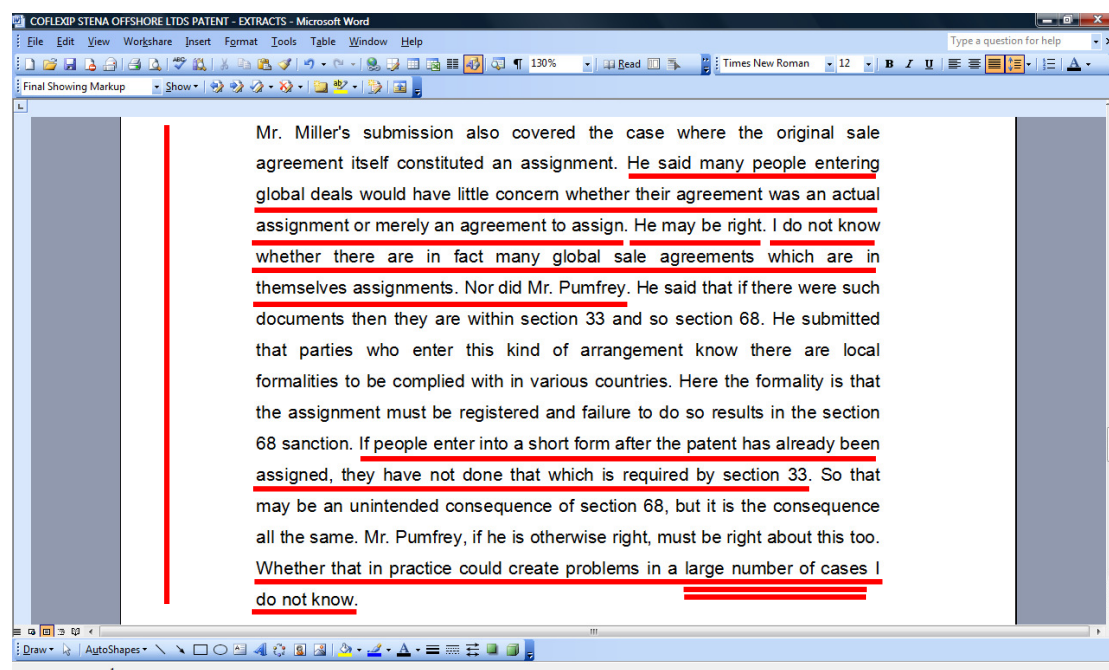 COFLEXIP STENA OFFSHORE LTDS PATENT - EXTRACTS - Microsoft Word
File Edit View Workshare Insert Format Tools Table Window Help Type a question for help
130% Read Times New Roman 12 B I U A
Final Showing Markup Show
Mr. Miller's submission also covered the case where the original sale
agreement itself constituted an assignment. He said many people entering
global deals would have little concern whether their agreement was an actual
assignment or merely an agreement to assign. He may be right. I do not know
whether there are in fact many global sale agreements which are in
themselves assignments. Nor did Mr. Pumfrey. He said that if there were such
documents then they are within section 33 and so section 68. He submitted
that parties who enter this kind of arrangement know there are local
formalities to be complied with in various countries. Here the formality is that
the assignment must be registered and failure to do so results in the section
68 sanction. If people enter into a short form after the patent has already been
assigned, they have not done that which is required by section 33. So that
may be an unintended consequence of section 68, but it is the consequence
all the same. Mr. Pumfrey, if he is otherwise right, must be right about this too.
Whether that in practice could create problems in a large number of cases I
do not know.
Draw AutoShapes A